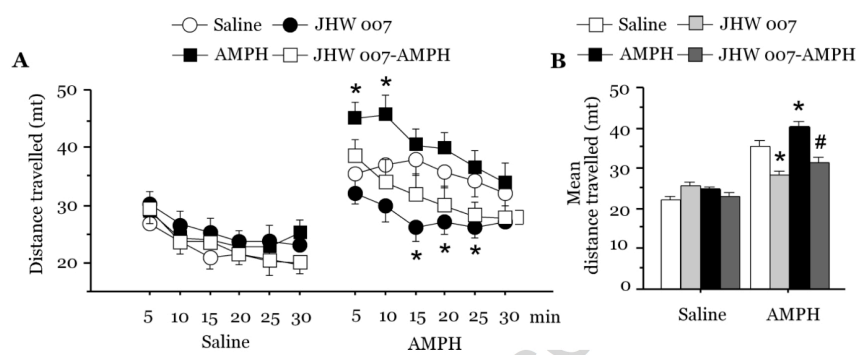 Saline JHW 007
AMPH JHW 007-AMPH
A
Distance travelled (mt)
50
40
30
20
* *
* * *
5 10 15 20 25 30 5 10 15 20 25 30 min
Saline AMPH
Saline JHW 007
AMPH JHW 007-AMPH
B
Mean
distance travelled (mt)
50
40
30
20
10
0
* * #
Saline AMPH